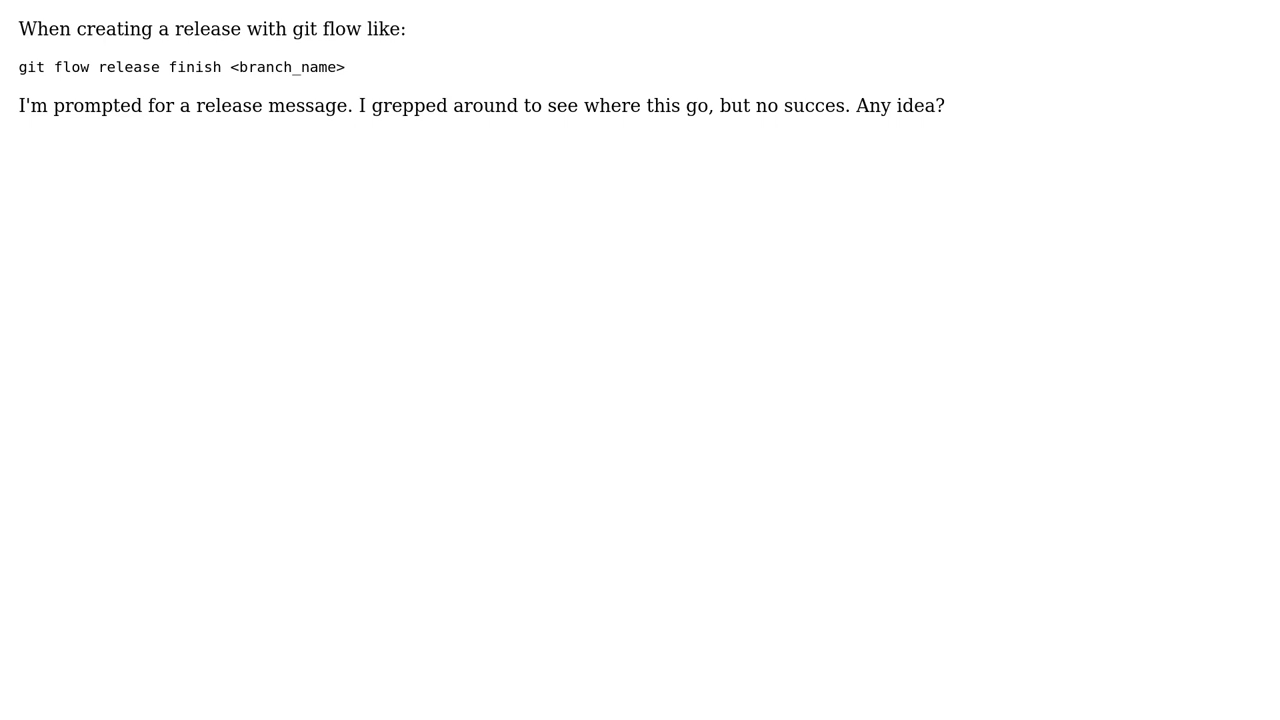 When creating a release with git flow like:
git flow release finish <branch_name>
I'm prompted for a release message. I grepped around to see where this go, but no succes. Any idea?